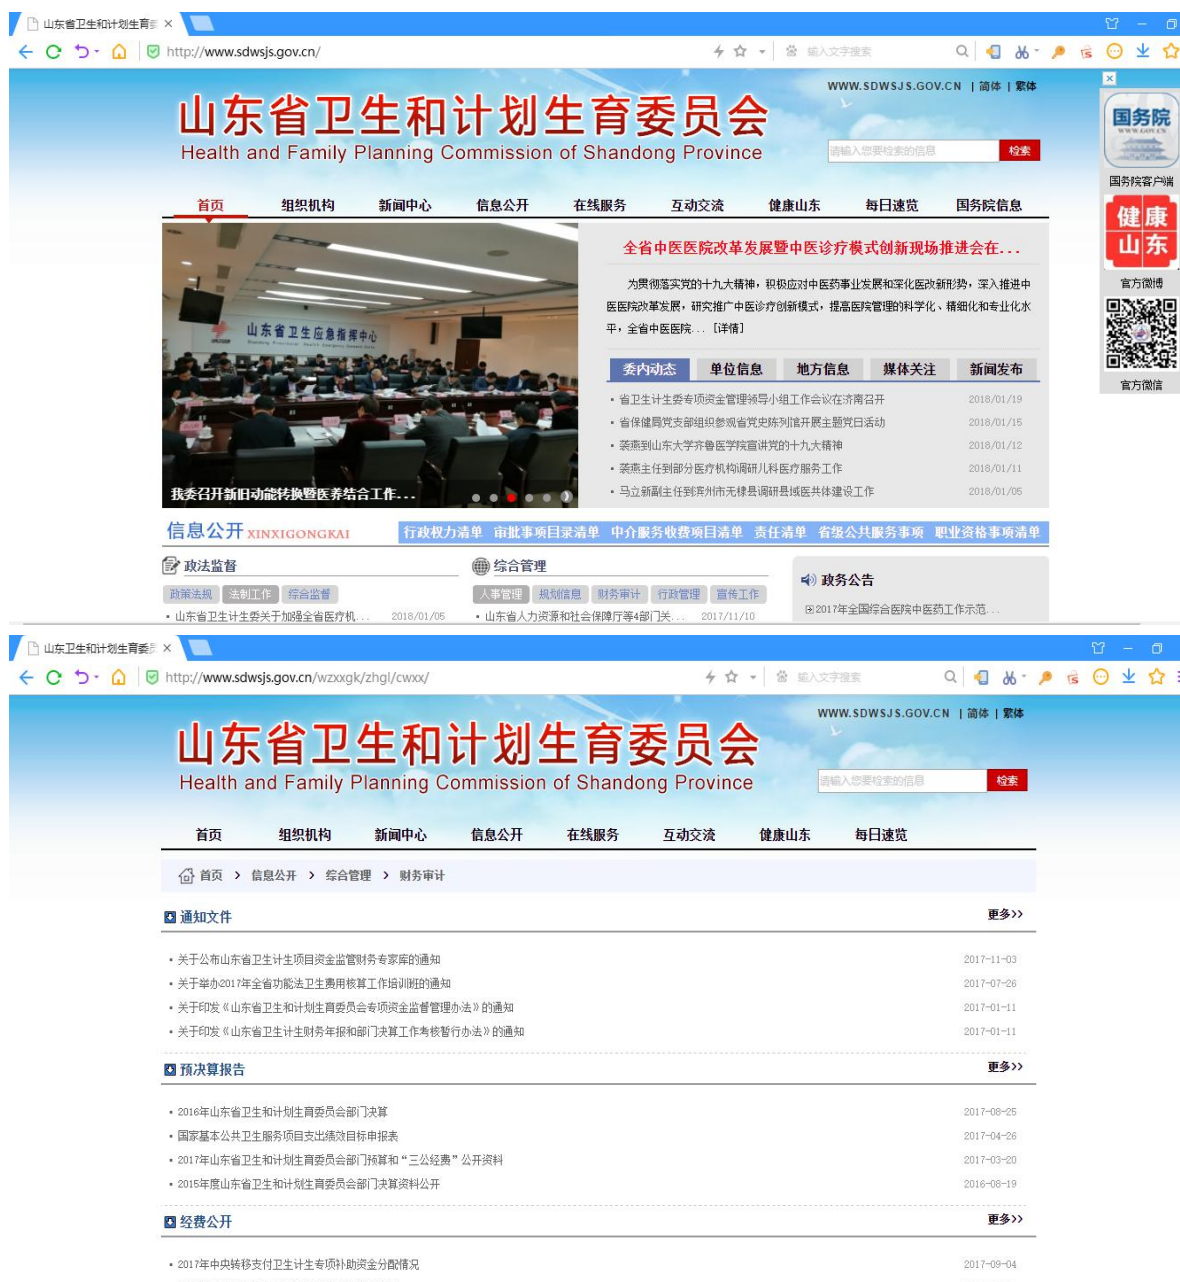 山东省卫生和计划生育委
http://www.sdwsjs.gov.cn/
输入文字搜索
WWW.SDWSJS.GOV.CN | 简体 | 繁体
山东省卫生和计划生育委员会
Health and Family Planning Commission of Shandong Province
请输入您要检索的信息 检索
国务院
WWW.GOV.CN
国务院客户端
首页 组织机构 新闻中心 信息公开 在线服务 互动交流 健康山东 每日速览 国务院信息
健康
山东
官方微博
官方微信
山东省卫生应急指挥中心
我委召开新旧动能转换暨医养结合工作...
全省中医医院改革发展暨中医诊疗模式创新现场推进会在...
为贯彻落实党的十九大精神，积极应对中医药事业发展和深化医改新形势，深入推进中
医医院改革发展，研究推广中医诊疗创新模式，提高医院管理的科学化、精细化和专业化水
平，全省中医医院... [详情]
委内动态 单位信息 地方信息 媒体关注 新闻发布
省卫生计生委专项资金管理领导小组工作会议在济南召开 2018/01/19
省保健局党支部组织参观省党史陈列馆开展主题党日活动 2018/01/15
袭燕到山东大学齐鲁医学院宣讲党的十九大精神 2018/01/12
袭燕主任到部分医疗机构调研儿科医疗服务工作 2018/01/11
马立新副主任到滨州市无棣县调研县域医共体建设工作 2018/01/05
信息公开 XINXIGONGKAI 行政权力清单 审批事项目录清单 中介服务收费项目清单 责任清单 省级公共服务事项 职业资格事项清单
政法监督
政策法规 法制工作 综合监督
山东省卫生计生委关于加强全省医疗机... 2018/01/05
综合管理
人事管理 规划信息 财务审计 行政管理 宣传工作
山东省人力资源和社会保障厅等4部门关... 2017/11/10
政务公告
2017年全国综合医院中医药工作示范...
山东卫生和计划生育委员
http://www.sdwsjs.gov.cn/wzxxgk/zhgl/cwxx/
输入文字搜索
WWW.SDWSJS.GOV.CN | 简体 | 繁体
山东省卫生和计划生育委员会
Health and Family Planning Commission of Shandong Province
请输入您要检索的信息 检索
首页 组织机构 新闻中心 信息公开 在线服务 互动交流 健康山东 每日速览
首页 > 信息公开 > 综合管理 > 财务审计
通知文件 更多>>
关于公布山东省卫生计生项目资金监管财务专家库的通知 2017-11-03
关于举办2017年全省功能法卫生费用核算工作培训班的通知 2017-07-26
关于印发《山东省卫生和计划生育委员会专项资金监督管理办法》的通知 2017-01-11
关于印发《山东省卫生计生财务年报和部门决算工作考核暂行办法》的通知 2017-01-11
预决算报告 更多>>
2016年山东省卫生和计划生育委员会部门决算 2017-08-25
国家基本公共卫生服务项目支出绩效目标申报表 2017-04-26
2017年山东省卫生和计划生育委员会部门预算和“三公经费”公开资料 2017-03-20
2015年度山东省卫生和计划生育委员会部门决算资料公开 2016-08-19
经费公开 更多>>
2017年中央转移支付卫生计生专项补助资金分配情况 2017-09-04